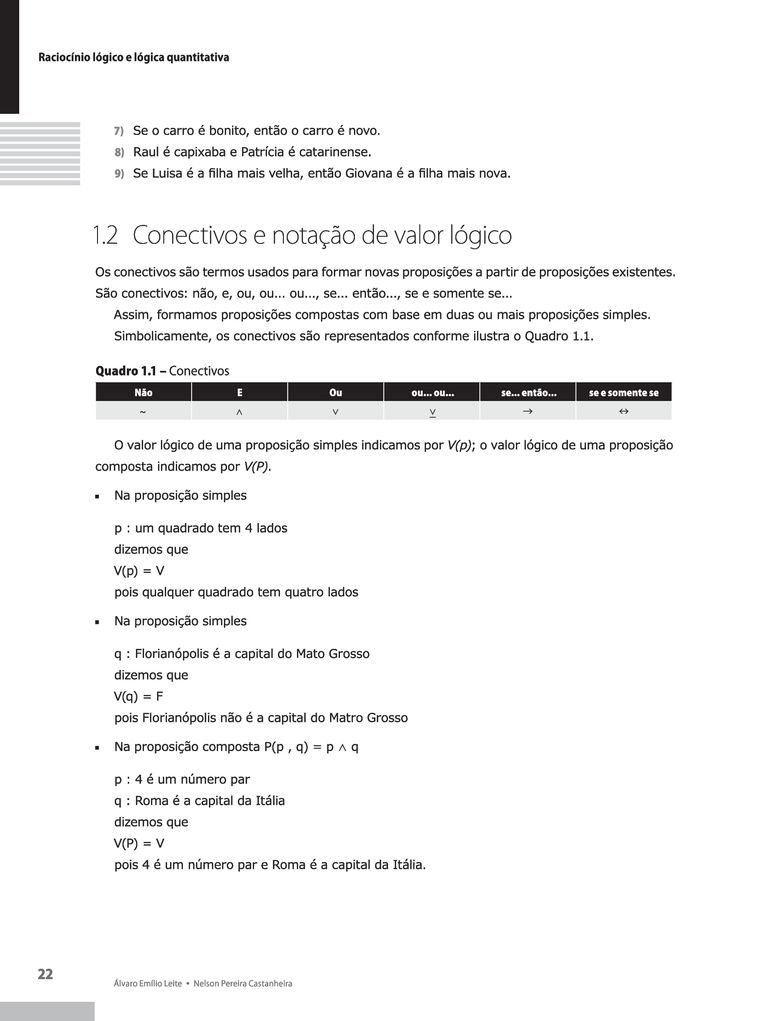 Raciocínio lógico e lógica quantitativa
7) Se o carro é bonito, então o carro é novo.
8) Raul é capixaba e Patrícia é catarinense.
9) Se Luisa é a filha mais velha, então Giovana é a filha mais nova.
1.2 Conectivos e notação de valor lógico
Os conectivos são termos usados para formar novas proposições a partir de proposições existentes.
São conectivos: não, e, ou, ou... ou..., se... então..., se e somente se...
Assim, formamos proposições compostas com base em duas ou mais proposições simples.
Simbolicamente, os conectivos são representados conforme ilustra o Quadro 1.1.
Quadro 1.1 – Conectivos
Não E Ou ou... ou... se... então... se e somente se
~ ∧ ∨ ⊻ → ↔
O valor lógico de uma proposição simples indicamos por V(p); o valor lógico de uma proposição
composta indicamos por V(P).
▪ Na proposição simples
p : um quadrado tem 4 lados
dizemos que
V(p) = V
pois qualquer quadrado tem quatro lados
▪ Na proposição simples
q : Florianópolis é a capital do Mato Grosso
dizemos que
V(q) = F
pois Florianópolis não é a capital do Matro Grosso
▪ Na proposição composta P(p , q) = p ∧ q
p : 4 é um número par
q : Roma é a capital da Itália
dizemos que
V(P) = V
pois 4 é um número par e Roma é a capital da Itália.
22
Álvaro Emílio Leite • Nelson Pereira Castanheira